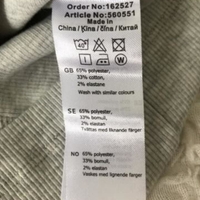 Order No:162527
Article No:560551
Made in
China / Ķina / čīna / Китай
40
GB 65% polyester,
33% cotton,
2% elastane
Wash with similar colours
SE 65% polyester,
33% bomull,
2% elastan
Tvättas med liknande färger
NO 65% polyester,
33% bomull,
2% elastan
Vaskes med lignende farger